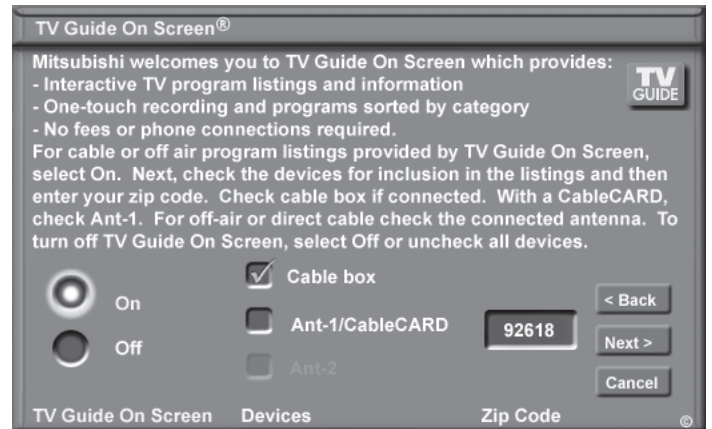 TV Guide On Screen®
Mitsubishi welcomes you to TV Guide On Screen which provides:
- Interactive TV program listings and information
- One-touch recording and programs sorted by category
- No fees or phone connections required.
For cable or off air program listings provided by TV Guide On Screen,
select On.  Next, check the devices for inclusion in the listings and then
enter your zip code.  Check cable box if connected.  With a CableCARD,
check Ant-1.  For off-air or direct cable check the connected antenna.  To
turn off TV Guide On Screen, select Off or uncheck all devices.
TV
GUIDE
On
Off
Cable box
Ant-1/CableCARD
Ant-2
92618
< Back
Next >
Cancel
TV Guide On Screen
Devices
Zip Code
©